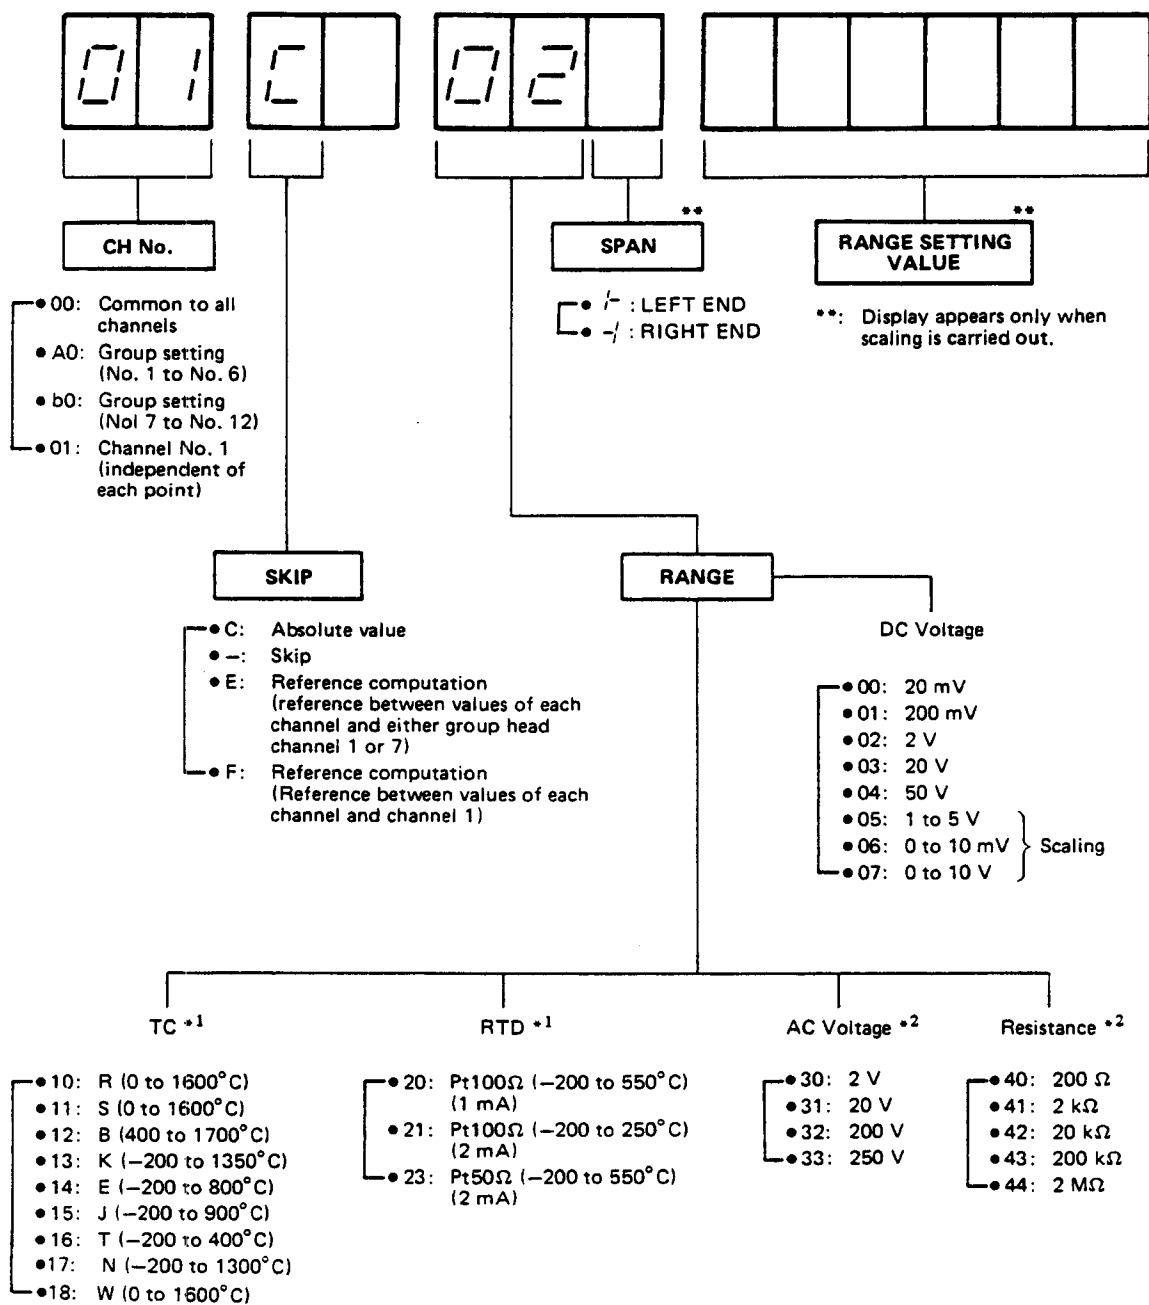 01 C 02
**
**
CH No.
SPAN
RANGE SETTING
VALUE
00: Common to all
channels
A0: Group setting
(No. 1 to No. 6)
b0: Group setting
(Nol 7 to No. 12)
01: Channel No. 1
(independent of
each point)
: LEFT END
: RIGHT END
**: Display appears only when
scaling is carried out.
SKIP
RANGE
C: Absolute value
–: Skip
E: Reference computation
(reference between values of each
channel and either group head
channel 1 or 7)
F: Reference computation
(Reference between values of each
channel and channel 1)
DC Voltage
00: 20 mV
01: 200 mV
02: 2 V
03: 20 V
04: 50 V
05: 1 to 5 V
06: 0 to 10 mV
07: 0 to 10 V
Scaling
TC *1
RTD *1
AC Voltage *2
Resistance *2
10: R (0 to 1600°C)
11: S (0 to 1600°C)
12: B (400 to 1700°C)
13: K (–200 to 1350°C)
14: E (–200 to 800°C)
15: J (–200 to 900°C)
16: T (–200 to 400°C)
17: N (–200 to 1300°C)
18: W (0 to 1600°C)
20: Pt100Ω (–200 to 550°C)
(1 mA)
21: Pt100Ω (–200 to 250°C)
(2 mA)
23: Pt50Ω (–200 to 550°C)
(2 mA)
30: 2 V
31: 20 V
32: 200 V
33: 250 V
40: 200 Ω
41: 2 kΩ
42: 20 kΩ
43: 200 kΩ
44: 2 MΩ